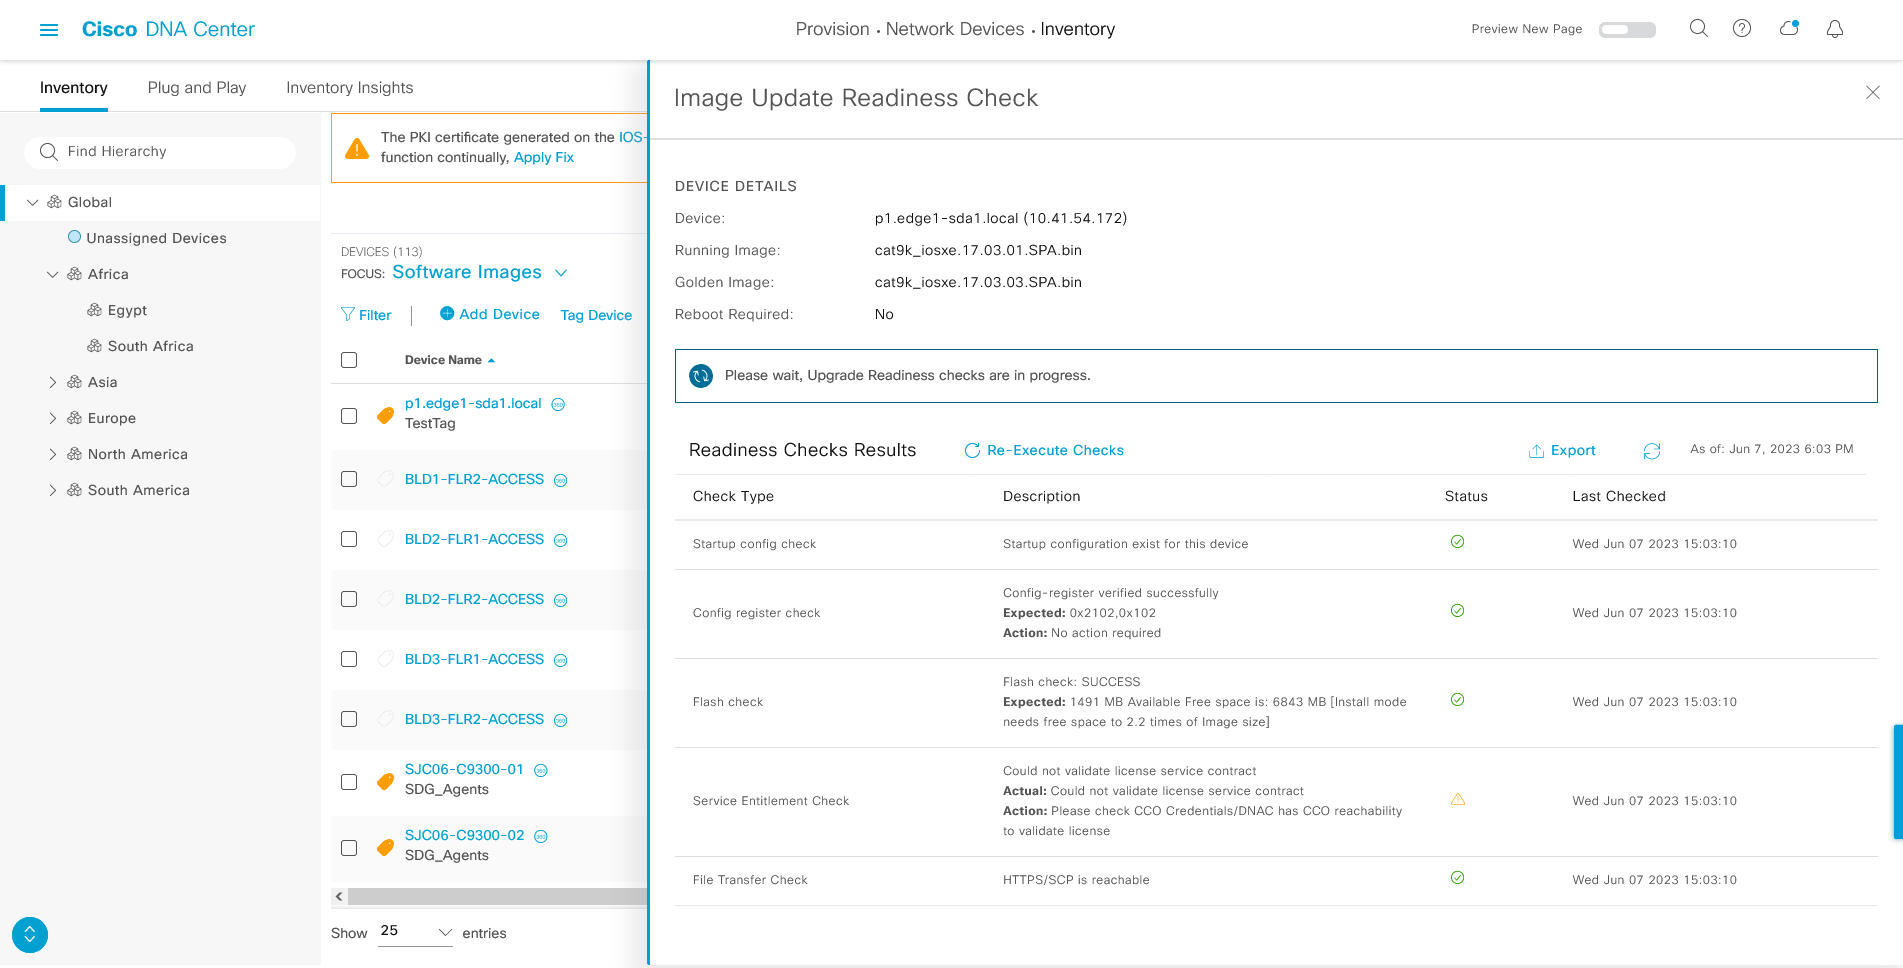 Cisco DNA Center
Provision • Network Devices • Inventory
Preview New Page
Inventory
Plug and Play
Inventory Insights
Find Hierarchy
Global
Unassigned Devices
Africa
Egypt
South Africa
Asia
Europe
North America
South America
The PKI certificate generated on the IOS-
function continually, Apply Fix
DEVICES (113)
FOCUS: Software Images
Filter
Add Device
Tag Device
Device Name
p1.edge1-sda1.local
TestTag
BLD1-FLR2-ACCESS
BLD2-FLR1-ACCESS
BLD2-FLR2-ACCESS
BLD3-FLR1-ACCESS
BLD3-FLR2-ACCESS
SJC06-C9300-01
SDG_Agents
SJC06-C9300-02
SDG_Agents
Show 25 entries
Image Update Readiness Check
DEVICE DETAILS
Device: p1.edge1-sda1.local (10.41.54.172)
Running Image: cat9k_iosxe.17.03.01.SPA.bin
Golden Image: cat9k_iosxe.17.03.03.SPA.bin
Reboot Required: No
Please wait, Upgrade Readiness checks are in progress.
Readiness Checks Results
Re-Execute Checks
Export
As of: Jun 7, 2023 6:03 PM
Check Type Description Status Last Checked
Startup config check Startup configuration exist for this device Wed Jun 07 2023 15:03:10
Config-register verified successfully
Config register check Expected: 0x2102,0x102 Wed Jun 07 2023 15:03:10
Action: No action required
Flash check: SUCCESS
Flash check Expected: 1491 MB Available Free space is: 6843 MB [Install mode Wed Jun 07 2023 15:03:10
needs free space to 2.2 times of Image size]
Could not validate license service contract
Actual: Could not validate license service contract
Service Entitlement Check Wed Jun 07 2023 15:03:10
Action: Please check CCO Credentials/DNAC has CCO reachability
to validate license
File Transfer Check HTTPS/SCP is reachable Wed Jun 07 2023 15:03:10